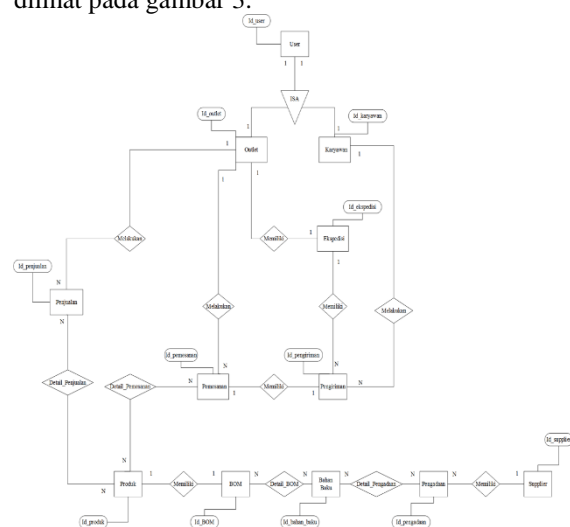 dilihat pada gambar 3.
Id_user
User
1 1
ISA
Id_outlet
Id_karyawan
1 1
Outlet
Karyawan
1 1 1 1
Id_ekspedisi
Melakukan
Memiliki
1
Ekspedisi
1
Id_penjualan
N
Penjualan
N
Melakukan
Memiliki
Melakukan
Id_pemesanan
Id_pengiriman
N N
Detail_Penjualan
Detail_Pemesanan
N
Pemesanan
1
Memiliki
1
Pengiriman
N
N N
Produk
1
Memiliki
1
BOM
N
Detail_BOM
N
Bahan
Baku
N
Detail_Pengadaan
N
Pengadaan
N
Memiliki
1
Supplier
Id_supplier
Id_produk
Id_BOM
Id_bahan_baku
Id_pengadaan